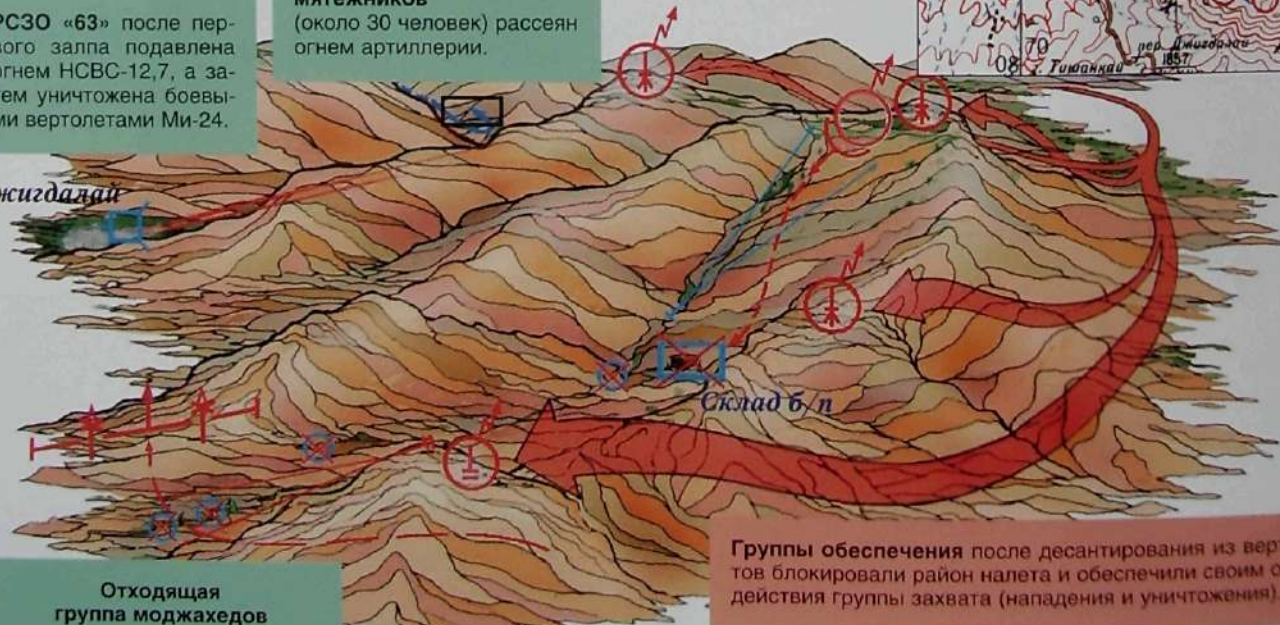 РСЗО «63» после пер-
вого залпа подавлена
огнем НСВС-12,7, а за-
тем уничтожена боевы-
ми вертолетами Ми-24.
мятежников
(около 30 человек) рассеян
огнем артиллерии.
70
08
г. Тишанкай
пер. Джигдалай
1857
жигдалай
Склад б/п
Отходящая
группа моджахедов
Группы обеспечения после десантирования из верт
тов блокировали район налета и обеспечили своим о
действия группы захвата (нападения и уничтожения).